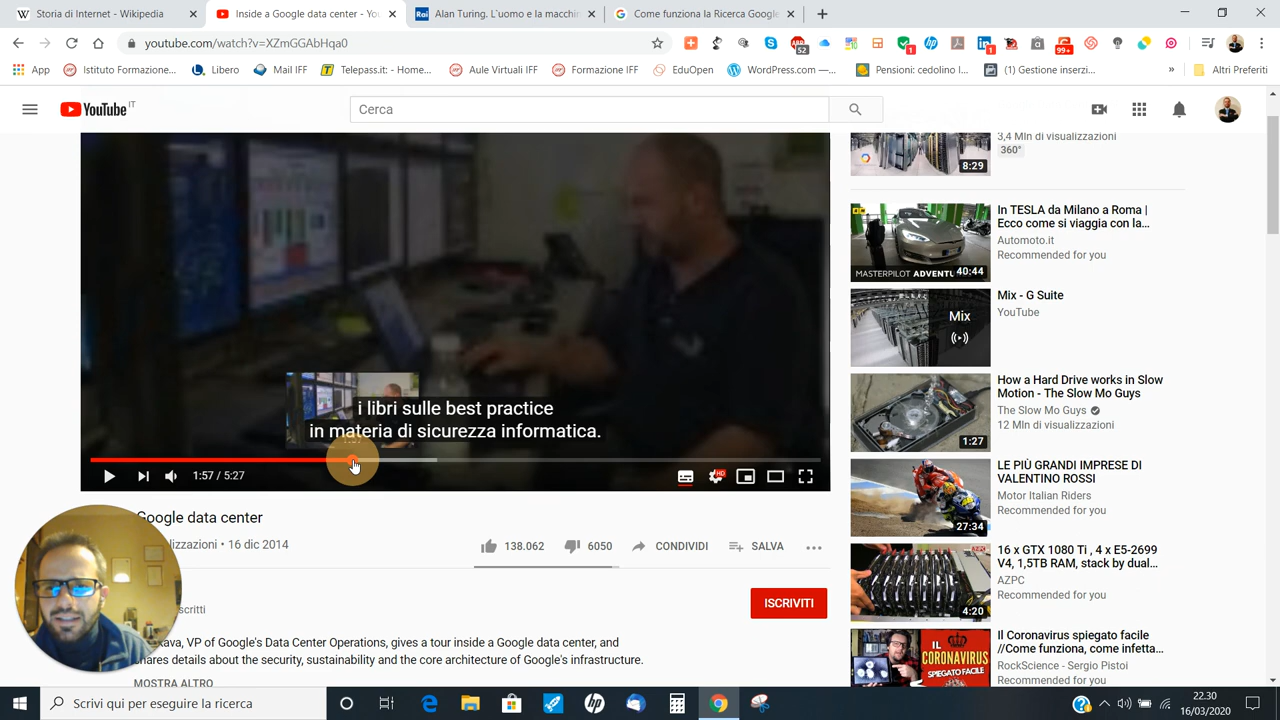 Storia di Internet - Wikipedia
Inside a Google data center - Yo
Alan Turing. L'uomo e la macchin
Come funziona la Ricerca Google
youtube.com/watch?v=XZmGGAbHqa0
App
Istituto Formazione...
Libero
Mail IFF
Telepass.it: - Home...
Aule Virtuali IFF
Formazione IFF
EduOpen
WordPress.com —...
Pensioni: cedolino I...
(1) Gestione inserzi...
Altri Preferiti
YouTube IT
Cerca
3,4 Mln di visualizzazioni
360°
8:29
In TESLA da Milano a Roma |
Ecco come si viaggia con la...
Automoto.it
Recommended for you
MASTERPILOT ADVENTU
40:44
Mix - G Suite
YouTube
Mix
How a Hard Drive works in Slow
Motion - The Slow Mo Guys
The Slow Mo Guys
12 Mln di visualizzazioni
1:27
LE PIÙ GRANDI IMPRESE DI
VALENTINO ROSSI
Motor Italian Riders
Recommended for you
27:34
16 x GTX 1080 Ti , 4 x E5-2699
V4, 1,5TB RAM, stack by dual...
AZPC
Recommended for you
4:20
Il Coronavirus spiegato facile
//Come funziona, come infetta...
RockScience - Sergio Pistoi
Recommended for you
IL
CORONAVIRUS
SPIEGATO FACILE
i libri sulle best practice
in materia di sicurezza informatica.
1:57 / 5:27
HD
Google data center
lizzazioni • 16 dic 2014
138.062
6050
CONDIVIDI
SALVA
scritti
ISCRIVITI
VP of Google's Data Center Operations, gives a tour inside a Google data center, and
details about the security, sustainability and the core architecture of Google's infrastructure.
MOSTRA ALTRO
Scrivi qui per eseguire la ricerca
22.30
16/03/2020